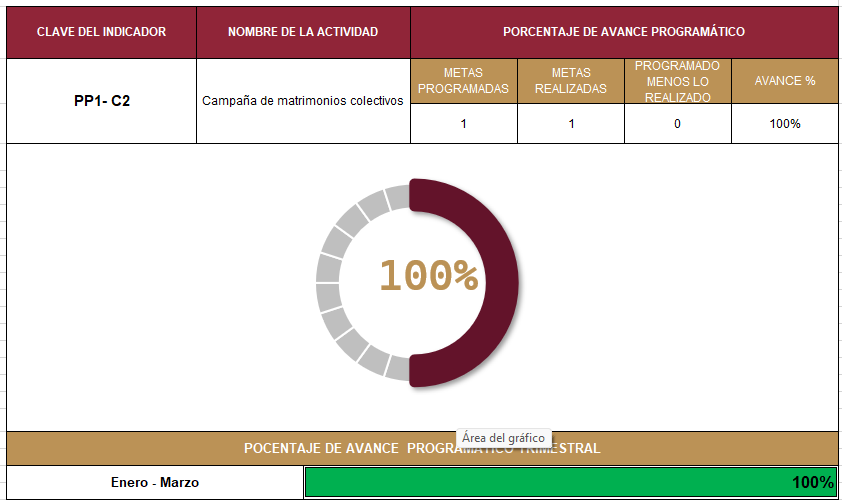 CLAVE DEL INDICADOR
NOMBRE DE LA ACTIVIDAD
PORCENTAJE DE AVANCE PROGRAMÁTICO
PP1- C2
Campaña de matrimonios colectivos
METAS
PROGRAMADAS
METAS
REALIZADAS
PROGRAMADO
MENOS LO
REALIZADO
AVANCE %
1
1
0
100%
100%
Área del gráfico
POCENTAJE DE AVANCE PROGRAMÁTICO TRIMESTRAL
Enero - Marzo
100%